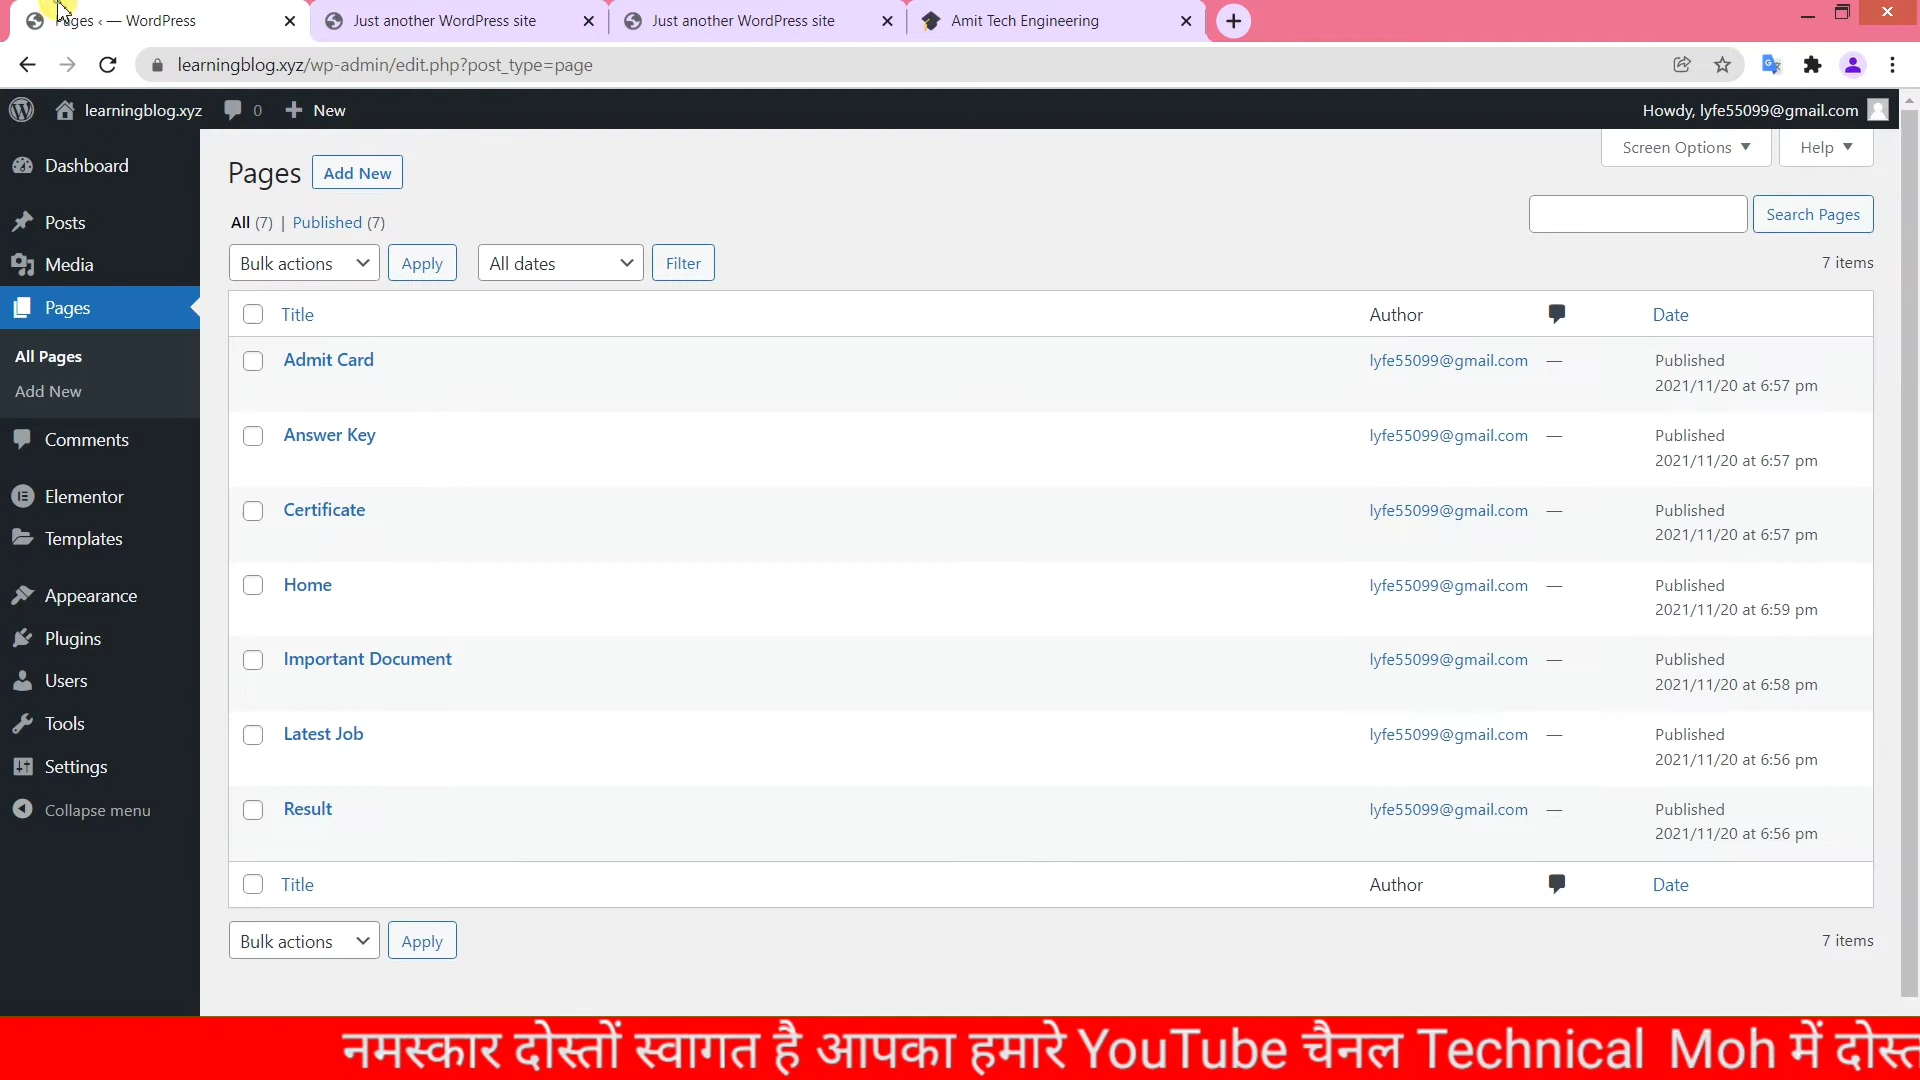 Pages ‹ — WordPress
Just another WordPress site
Just another WordPress site
Amit Tech Engineering
learningblog.xyz/wp-admin/edit.php?post_type=page
learningblog.xyz
0
New
Howdy, lyfe55099@gmail.com
Dashboard
Posts
Media
Pages
All Pages
Add New
Comments
Elementor
Templates
Appearance
Plugins
Users
Tools
Settings
Collapse menu
Screen Options
Help
Pages
Add New
All (7) | Published (7)
Search Pages
Bulk actions
Apply
All dates
Filter
7 items
Title Author Date
Admit Card lyfe55099@gmail.com — Published
2021/11/20 at 6:57 pm
Answer Key lyfe55099@gmail.com — Published
2021/11/20 at 6:57 pm
Certificate lyfe55099@gmail.com — Published
2021/11/20 at 6:57 pm
Home lyfe55099@gmail.com — Published
2021/11/20 at 6:59 pm
Important Document lyfe55099@gmail.com — Published
2021/11/20 at 6:58 pm
Latest Job lyfe55099@gmail.com — Published
2021/11/20 at 6:56 pm
Result lyfe55099@gmail.com — Published
2021/11/20 at 6:56 pm
Title Author Date
Bulk actions
Apply
7 items
नमस्कार दोस्तों स्वागत है आपका हमारे YouTube चैनल Technical Moh में